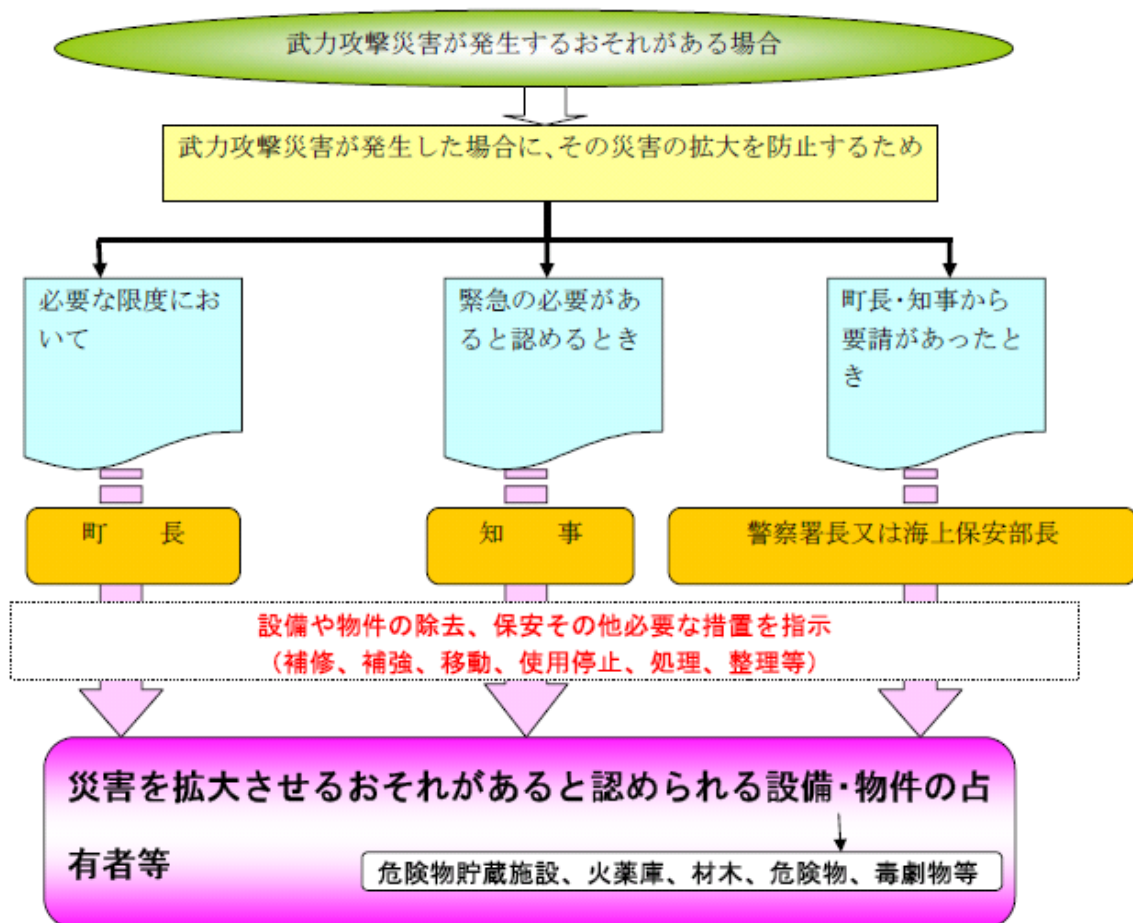 武力攻撃災害が発生するおそれがある場合
武力攻撃災害が発生した場合に、その災害の拡大を防止するため
必要な限度にお
いて
緊急の必要があ
ると認めるとき
町長・知事から
要請があったと
き
町　長
知　事
警察署長又は海上保安部長
設備や物件の除去、保安その他必要な措置を指示
（補修、補強、移動、使用停止、処理、整理等）
災害を拡大させるおそれがあると認められる設備・物件の占
有者等
危険物貯蔵施設、火薬庫、材木、危険物、毒劇物等